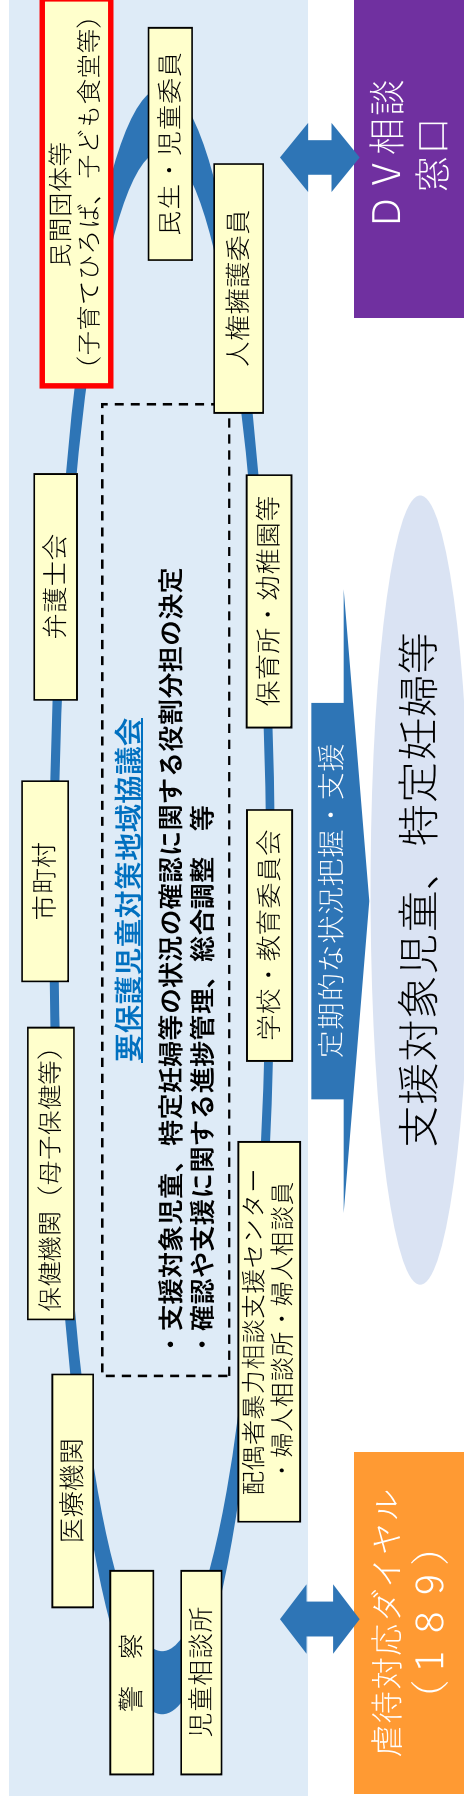 市町村
保健機関（母子保健等）
弁護士会
医療機関
民間団体等
（子育てひろば、子ども食堂等）
警　察
民生・児童委員
要保護児童対策地域協議会
・支援対象児童、特定妊婦等の状況の確認に関する役割分担の決定
・確認や支援に関する進捗管理、総合調整　等
児童相談所
人権擁護委員
配偶者暴力相談支援センター
・婦人相談所・婦人相談員
学校・教育委員会
保育所・幼稚園等
定期的な状況把握・支援
虐待対応ダイヤル
（１８９）
支援対象児童、特定妊婦等
ＤＶ相談
窓口